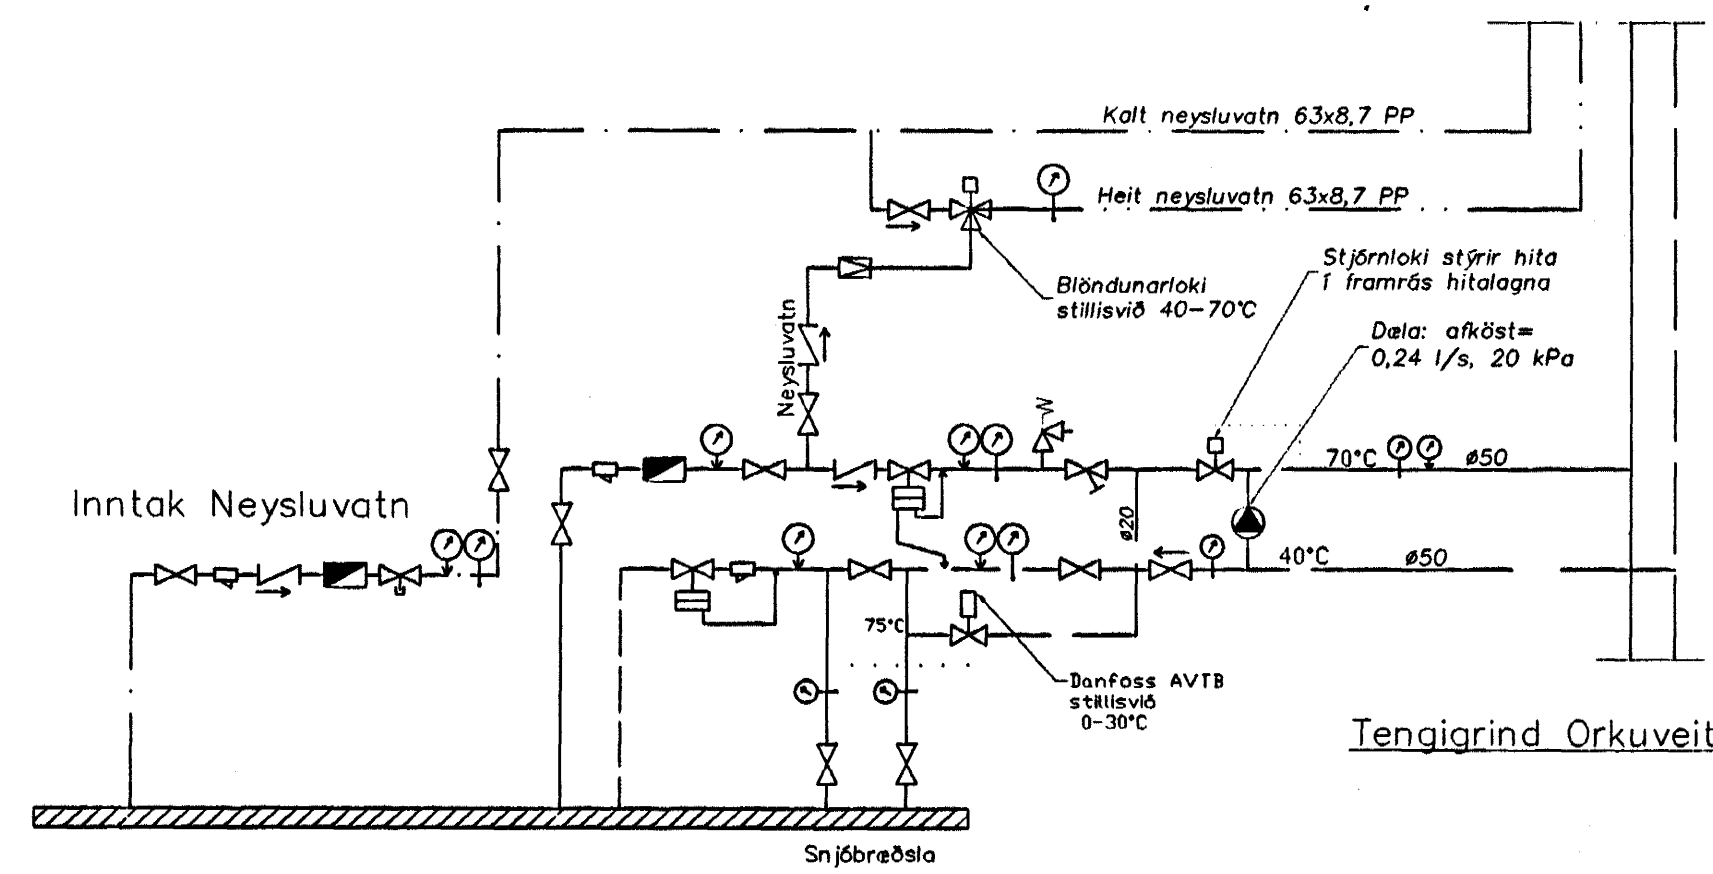 Kalt neysluvatn 63x8,7 PP
Heit neysluvatn 63x8,7 PP
Stjórnloki stýrir hita
í framrás hitalagna
Blöndunarloki
stillisvið 40-70°C
Dæla: afköst=
0,24 l/s, 20 kPa
Neysluvatn
70°C
ø50
Inntak Neysluvatn
ø20
40°C
ø50
75°C
Danfoss AVTB
stillisvið
0-30°C
Tengigrind Orkuveit
Snjóbræðsla